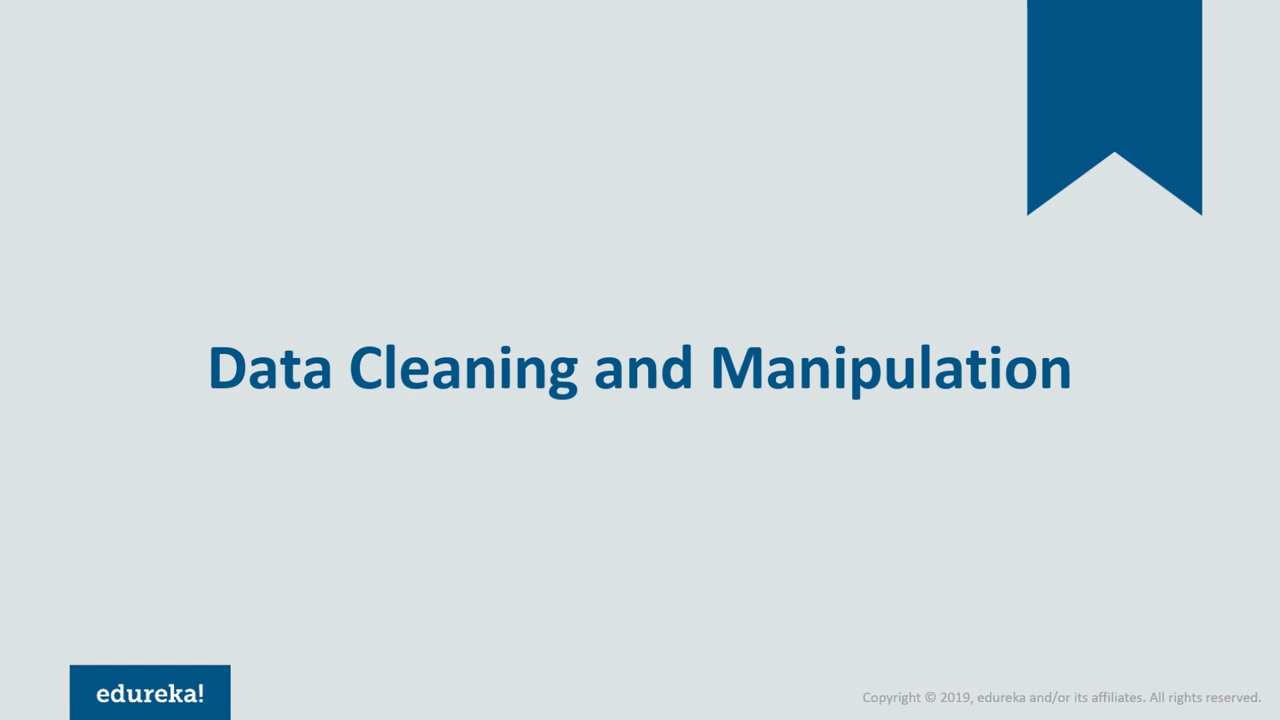 Data Cleaning and Manipulation
edureka!
Copyright © 2019, edureka and/or its affiliates. All rights reserved.